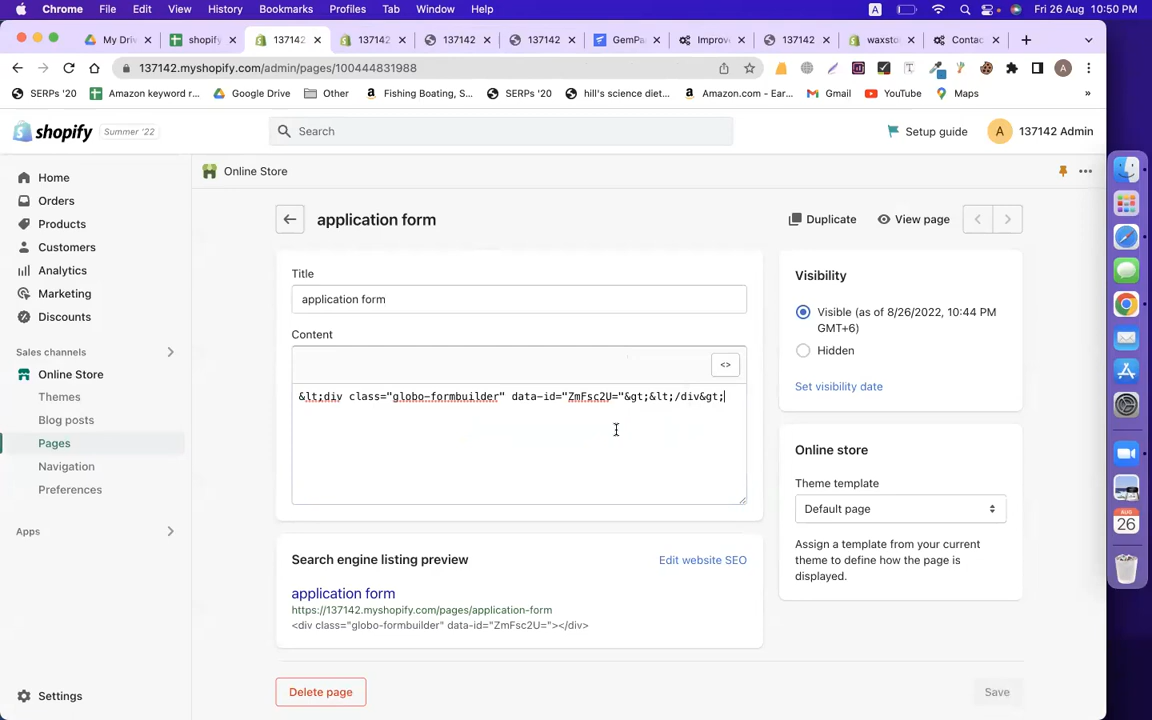 Chrome File Edit View History Bookmarks Profiles Tab Window Help A Fri 26 Aug 10:50 PM
My Driv shopify 137142 137142 137142 137142 GemPa Improv 137142 waxsto Contac
137142.myshopify.com/admin/pages/100444831988
SERPs '20 Amazon keyword r... Google Drive Other Fishing Boating, S... SERPs '20 hill's science diet... Amazon.com - Ear... Gmail YouTube Maps »
shopify Summer '22 Search Setup guide A 137142 Admin
Home
Orders
Products
Customers
Analytics
Marketing
Discounts
Sales channels
Online Store
Themes
Blog posts
Pages
Navigation
Preferences
Apps
Settings
Online Store
application form
Duplicate View page
Title
application form
Content
<>
&lt;div class="globo-formbuilder" data-id="ZmFsc2U="&gt;&lt;/div&gt;
Search engine listing preview Edit website SEO
application form
https://137142.myshopify.com/pages/application-form
<div class="globo-formbuilder" data-id="ZmFsc2U="></div>
Delete page Save
Visibility
Visible (as of 8/26/2022, 10:44 PM
GMT+6)
Hidden
Set visibility date
Online store
Theme template
Default page
Assign a template from your current
theme to define how the page is
displayed.
AUG
26